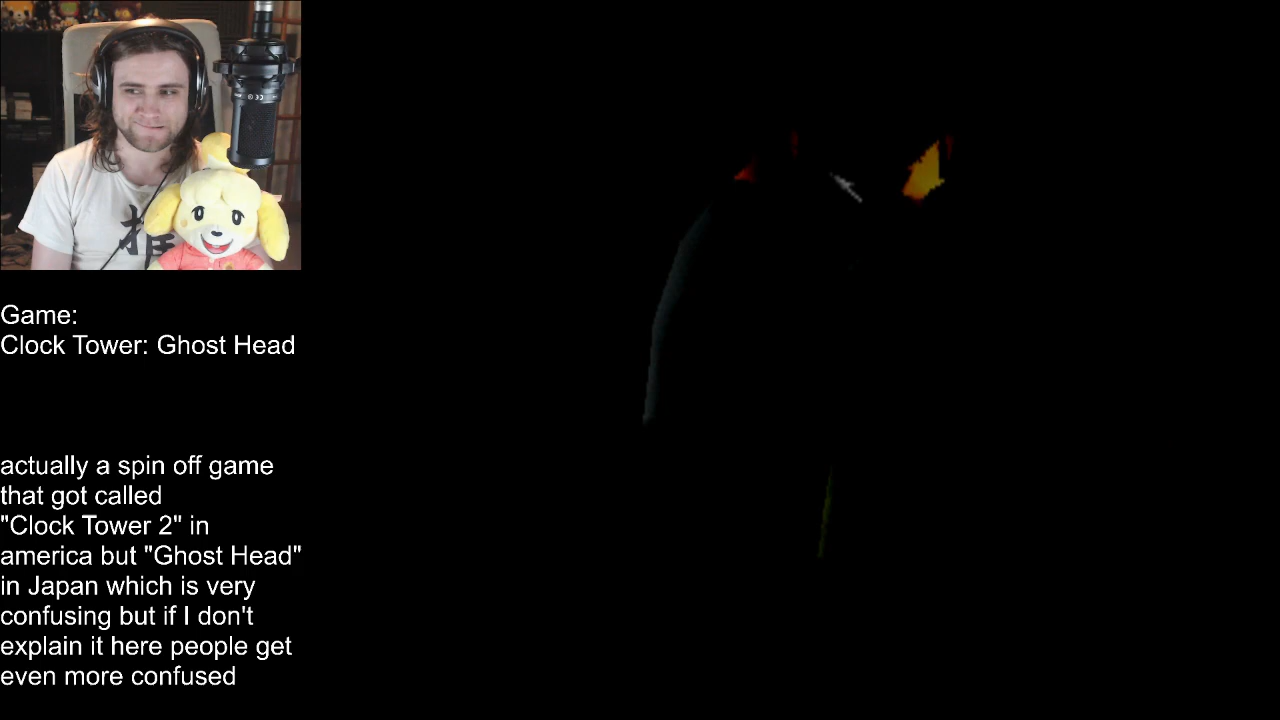 Game:
Clock Tower: Ghost Head
actually a spin off game
that got called
"Clock Tower 2" in
america but "Ghost Head"
in Japan which is very
confusing but if I don't
explain it here people get
even more confused